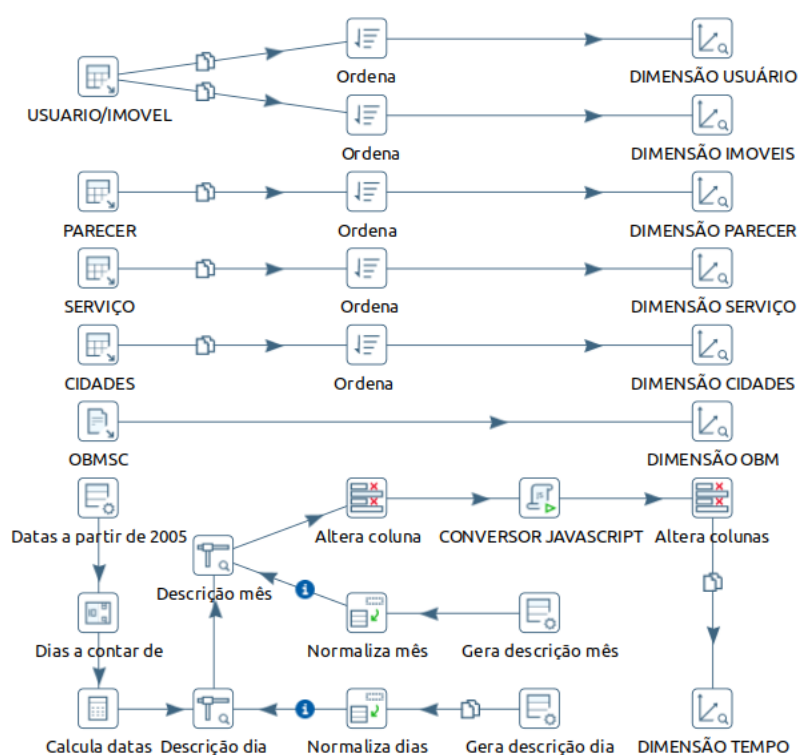 Ordena
DIMENSÃO USUÁRIO
USUARIO/IMOVEL
Ordena
DIMENSÃO IMOVEIS
PARECER
Ordena
DIMENSÃO PARECER
SERVIÇO
Ordena
DIMENSÃO SERVIÇO
CIDADES
Ordena
DIMENSÃO CIDADES
OBMSC
DIMENSÃO OBM
Datas a partir de 2005
Altera coluna
CONVERSOR JAVASCRIPT
Altera colunas
Descrição mês
Dias a contar de
Normaliza mês
Gera descrição mês
Calcula datas
Descrição dia
Normaliza dias
Gera descrição dia
DIMENSÃO TEMPO